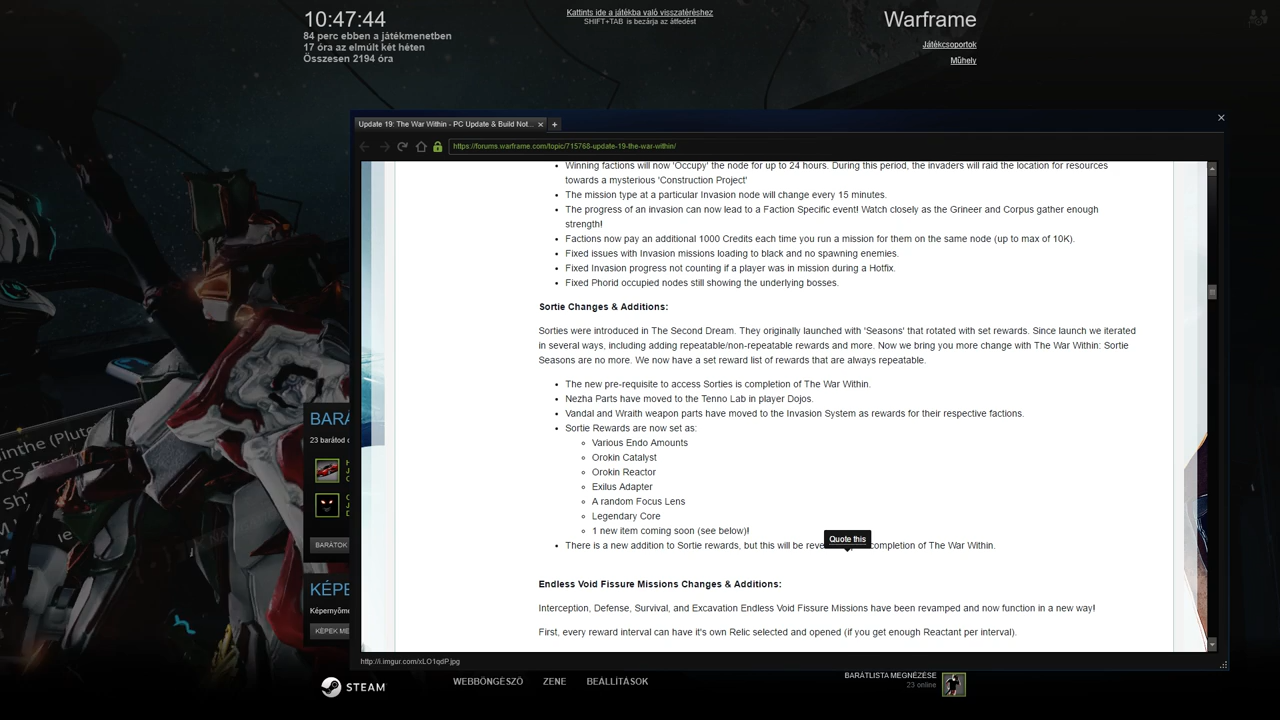 10:47:44
84 perc ebben a játékmenetben
17 óra az elmúlt két héten
Összesen 2194 óra
Kattints ide a játékba való visszatéréshez
SHIFT+TAB is bezárja az átfedést
Warframe
Játékcsoportok
Műhely
Update 19: The War Within - PC Update & Build Not...
https://forums.warframe.com/topic/715768-update-19-the-war-within/
• Winning factions will now 'Occupy' the node for up to 24 hours. During this period, the invaders will raid the location for resources
towards a mysterious 'Construction Project'
• The mission type at a particular Invasion node will change every 15 minutes.
• The progress of an invasion can now lead to a Faction Specific event! Watch closely as the Grineer and Corpus gather enough
strength!
• Factions now pay an additional 1000 Credits each time you run a mission for them on the same node (up to max of 10K).
• Fixed issues with Invasion missions loading to black and no spawning enemies.
• Fixed Invasion progress not counting if a player was in mission during a Hotfix.
• Fixed Phorid occupied nodes still showing the underlying bosses.
Sortie Changes & Additions:
Sorties were introduced in The Second Dream. They originally launched with 'Seasons' that rotated with set rewards. Since launch we iterated
in several ways, including adding repeatable/non-repeatable rewards and more. Now we bring you more change with The War Within: Sortie
Seasons are no more. We now have a set reward list of rewards that are always repeatable.
• The new pre-requisite to access Sorties is completion of The War Within.
• Nezha Parts have moved to the Tenno Lab in player Dojos.
• Vandal and Wraith weapon parts have moved to the Invasion System as rewards for their respective factions.
• Sortie Rewards are now set as:
Various Endo Amounts
Orokin Catalyst
Orokin Reactor
Exilus Adapter
A random Focus Lens
Legendary Core
1 new item coming soon (see below)!
Quote this
• There is a new addition to Sortie rewards, but this will be reve completion of The War Within.
Endless Void Fissure Missions Changes & Additions:
Interception, Defense, Survival, and Excavation Endless Void Fissure Missions have been revamped and now function in a new way!
First, every reward interval can have it's own Relic selected and opened (if you get enough Reactant per interval).
http://i.imgur.com/xLO1qdP.jpg
BARÁ
23 barátod
BARÁTOK
KÉPE
Képernyőme
KÉPEK ME
inthe (Pluto
STEAM
WEBBÖNGÉSZŐ
ZENE
BEÁLLÍTÁSOK
BARÁTLISTA MEGNÉZÉSE
23 online